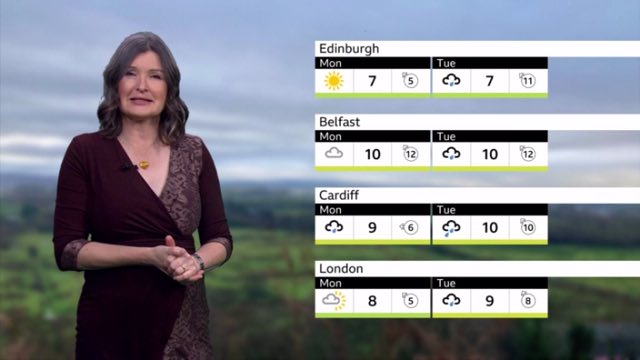 Edinburgh
Mon Tue
7 5 7 11
Belfast
Mon Tue
10 12 10 12
Cardiff
Mon Tue
9 6 10 10
London
Mon Tue
8 5 9 8